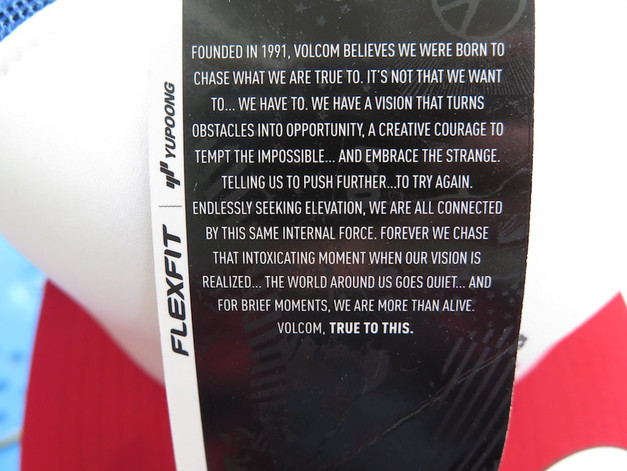 FOUNDED IN 1991, VOLCOM BELIEVES WE WERE BORN TO
CHASE WHAT WE ARE TRUE TO. IT'S NOT THAT WE WANT
TO... WE HAVE TO. WE HAVE A VISION THAT TURNS
OBSTACLES INTO OPPORTUNITY, A CREATIVE COURAGE TO
TEMPT THE IMPOSSIBLE... AND EMBRACE THE STRANGE.
TELLING US TO PUSH FURTHER...TO TRY AGAIN.
ENDLESSLY SEEKING ELEVATION, WE ARE ALL CONNECTED
BY THIS SAME INTERNAL FORCE. FOREVER WE CHASE
THAT INTOXICATING MOMENT WHEN OUR VISION IS
REALIZED... THE WORLD AROUND US GOES QUIET... AND
FOR BRIEF MOMENTS, WE ARE MORE THAN ALIVE.
VOLCOM, TRUE TO THIS.
FLEXFIT | YUPOONG